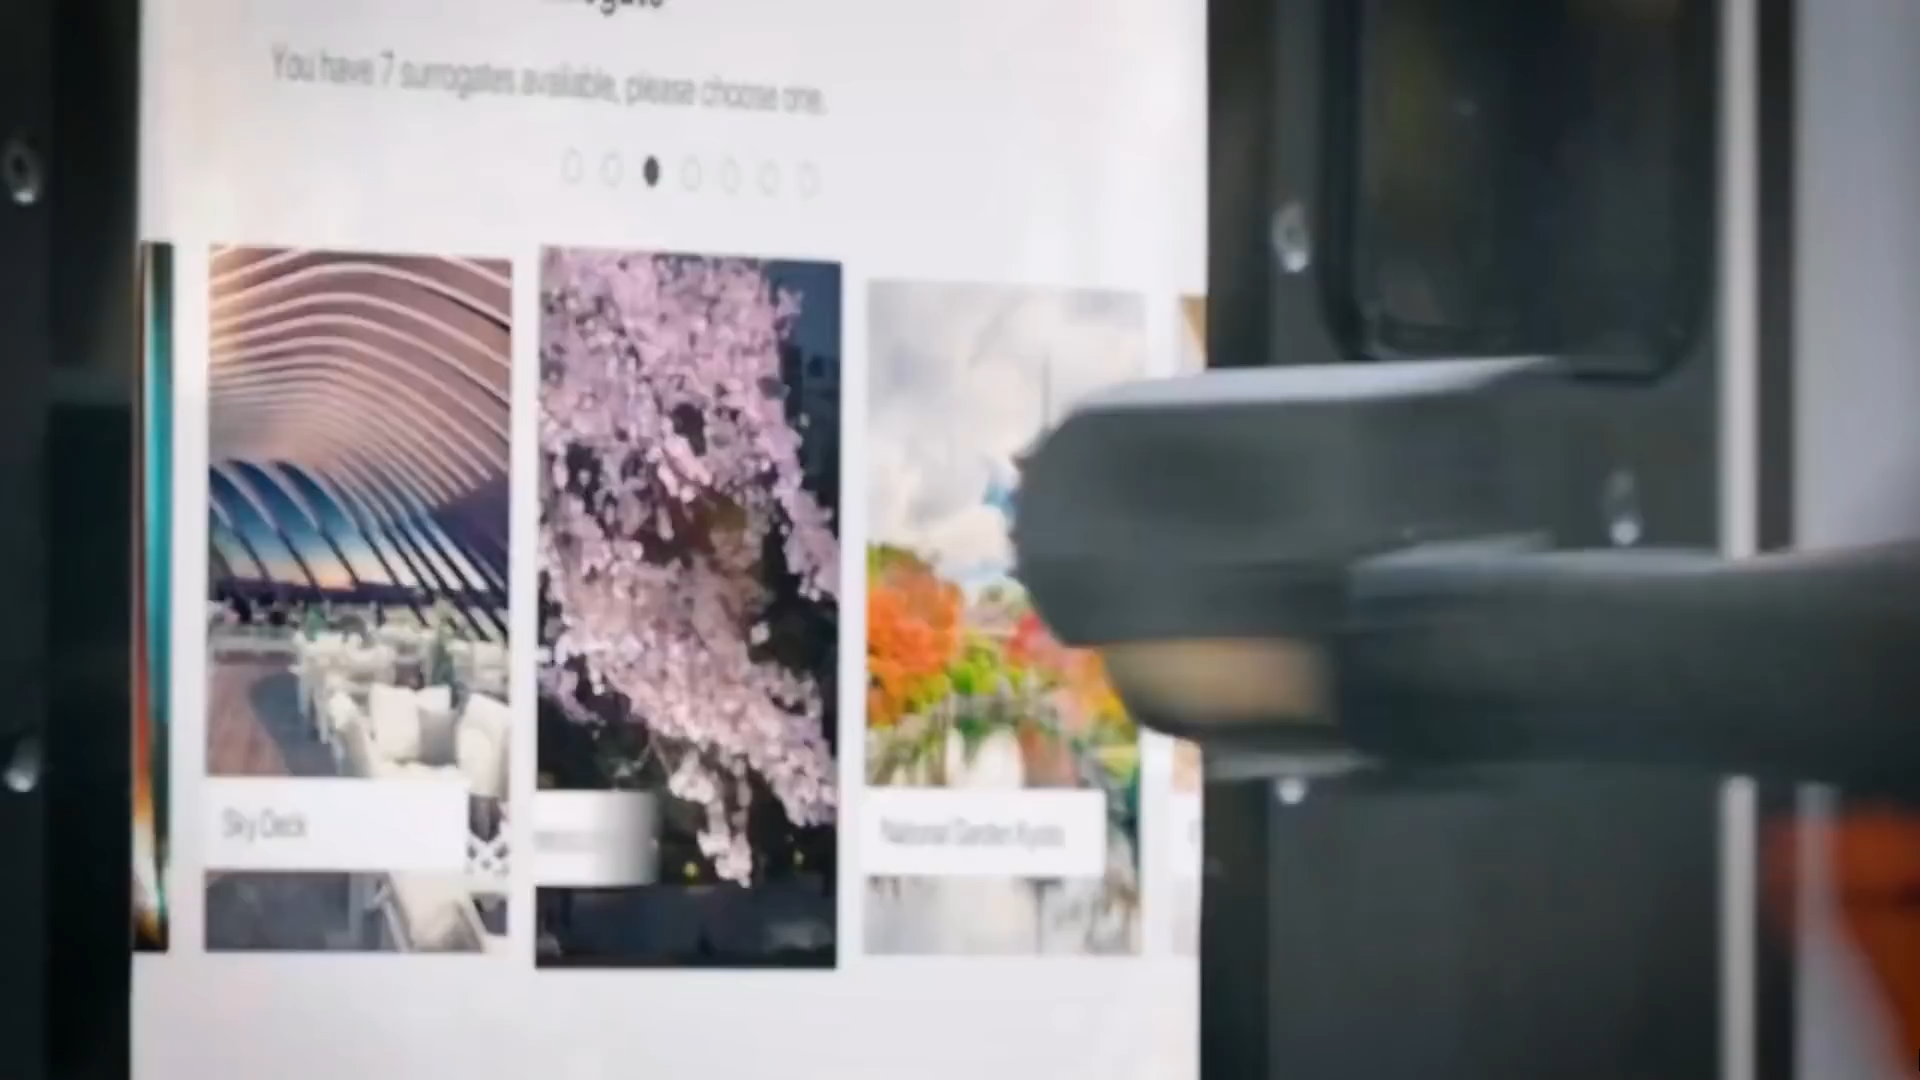 You have 7 surrogates available, please choose one.
Sky Deck
National Garden Kyoto